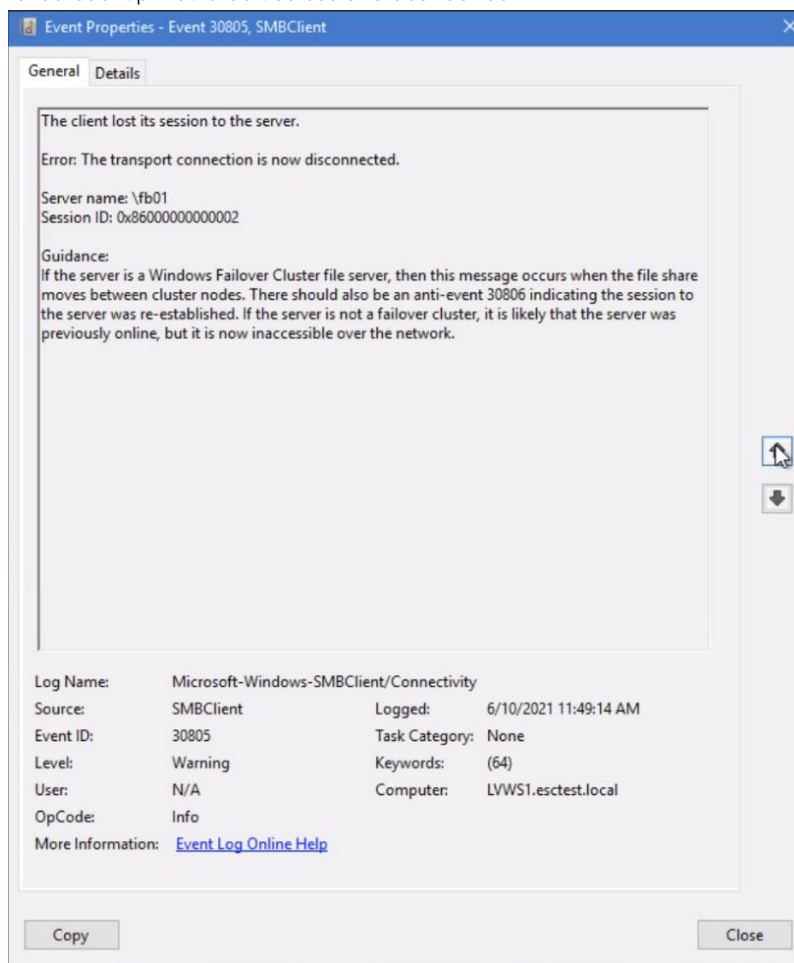 Event Properties - Event 30805, SMBClient
General Details
The client lost its session to the server.
Error: The transport connection is now disconnected.
Server name: \fb01
Session ID: 0x86000000000002
Guidance:
If the server is a Windows Failover Cluster file server, then this message occurs when the file share
moves between cluster nodes. There should also be an anti-event 30806 indicating the session to
the server was re-established. If the server is not a failover cluster, it is likely that the server was
previously online, but it is now inaccessible over the network.
Log Name: Microsoft-Windows-SMBClient/Connectivity
Source: SMBClient Logged: 6/10/2021 11:49:14 AM
Event ID: 30805 Task Category: None
Level: Warning Keywords: (64)
User: N/A Computer: LVWS1.esctest.local
OpCode: Info
More Information: Event Log Online Help
Copy Close